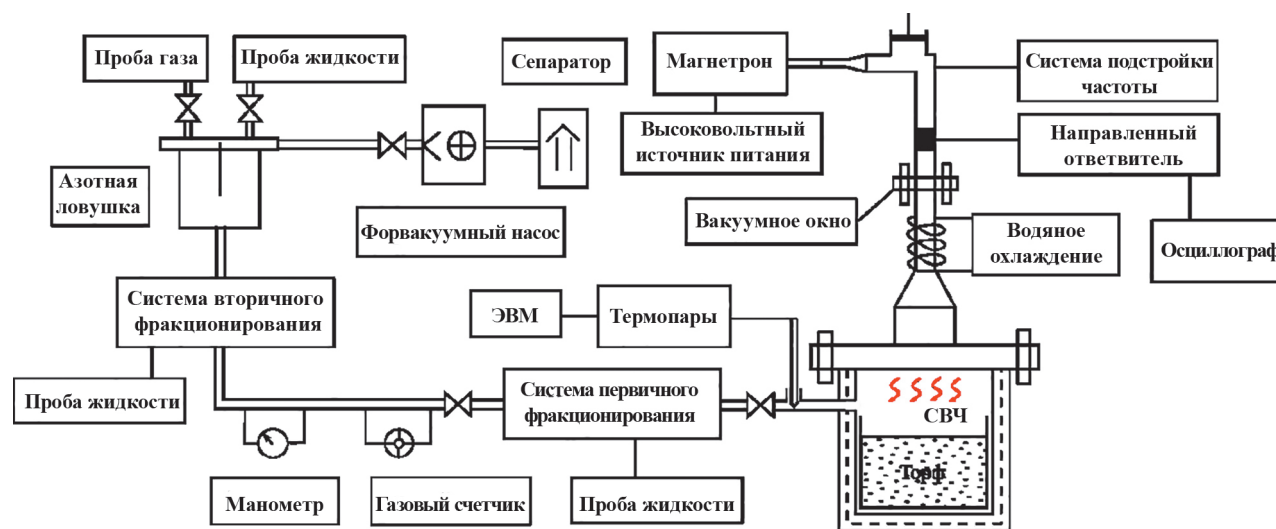 Проба газа
Проба жидкости
Сепаратор
Магнетрон
Система подстройки
частоты
Высоковольтный
источник питания
Направленный
ответвитель
Азотная
ловушка
Форвакуумный насос
Вакуумное окно
Водяное
охлаждение
Осциллограф
Система вторичного
фракционирования
ЭВМ
Термопары
Проба жидкости
Система первичного
фракционирования
СВЧ
Торф
Манометр
Газовый счетчик
Проба жидкости